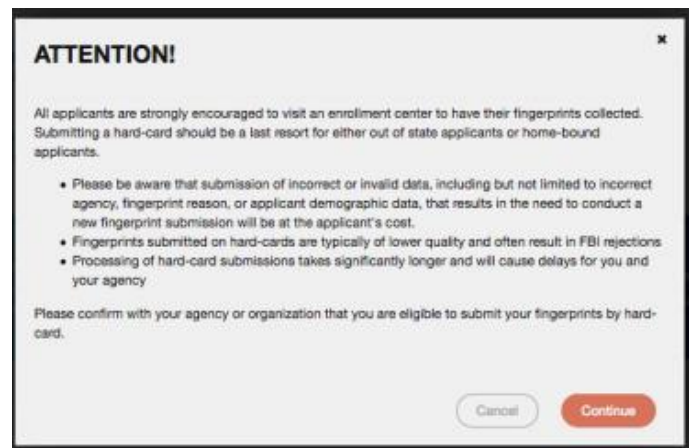 ATTENTION!
All applicants are strongly encouraged to visit an enrollment center to have their fingerprints collected.
Submitting a hard-card should be a last resort for either out of state applicants or home-bound
applicants.
• Please be aware that submission of incorrect or invalid data, including but not limited to incorrect
agency, fingerprint reason, or applicant demographic data, that results in the need to conduct a
new fingerprint submission will be at the applicant's cost.
• Fingerprints submitted on hard-cards are typically of lower quality and often result in FBI rejections
• Processing of hard-card submissions takes significantly longer and will cause delays for you and
your agency
Please confirm with your agency or organization that you are eligible to submit your fingerprints by hard-
card.
Cancel Continue